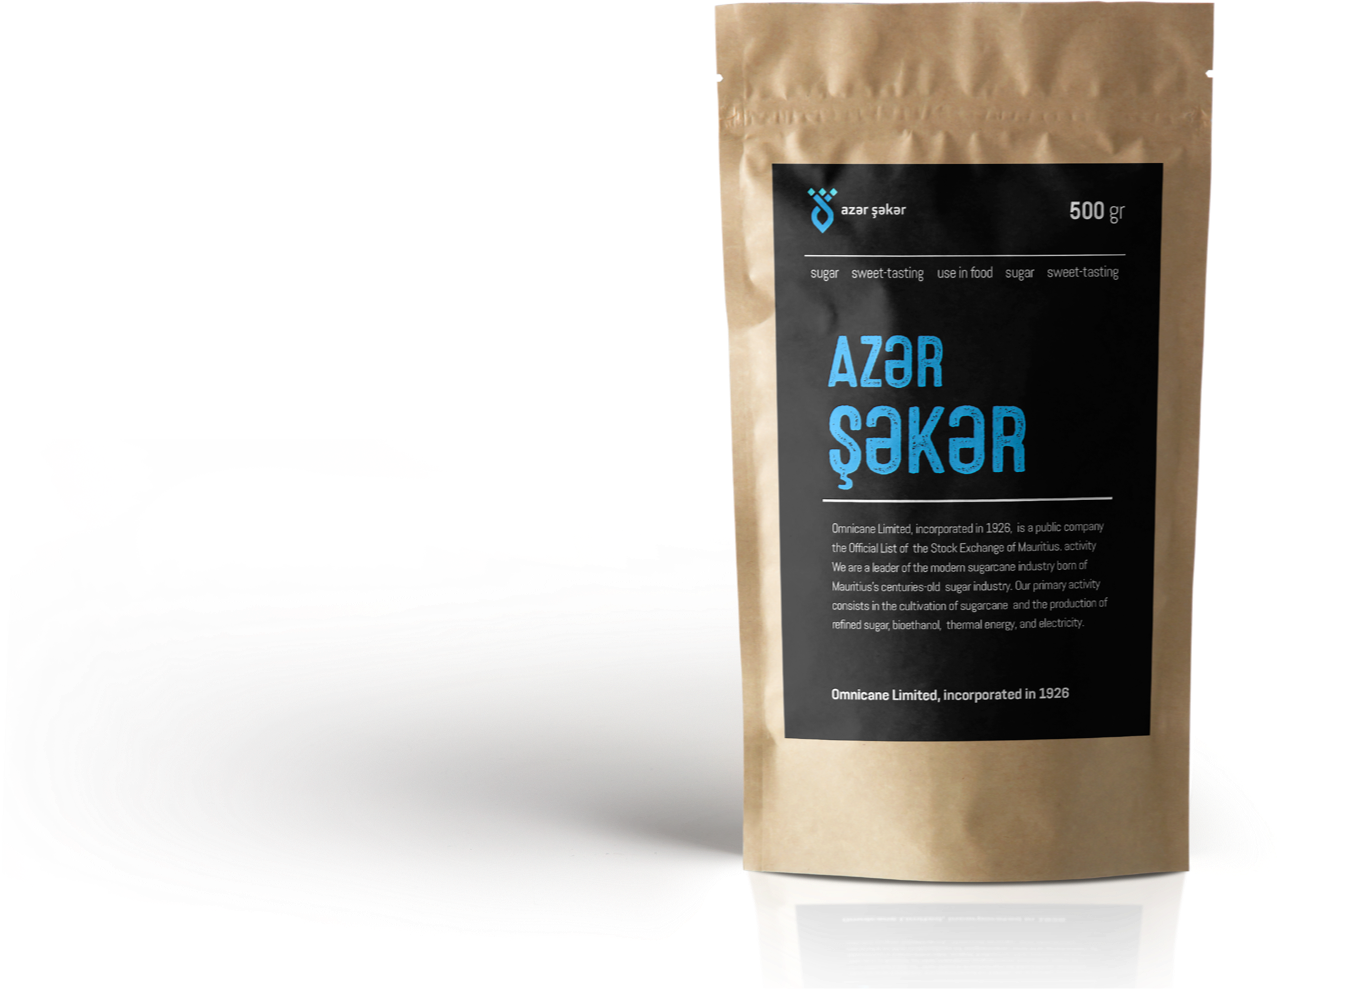 azər şəkər
500 gr
sugar sweet-tasting use in food sugar sweet-tasting
AZƏR
ŞƏKƏR
Omnicane Limited, incorporated in 1926, is a public company
the Official List of the Stock Exchange of Mauritius. activity
We are a leader of the modern sugarcane industry born of
Mauritius's centuries-old sugar industry. Our primary activity
consists in the cultivation of sugarcane and the production of
refined sugar, bioethanol, thermal energy, and electricity.
Omnicane Limited, incorporated in 1926